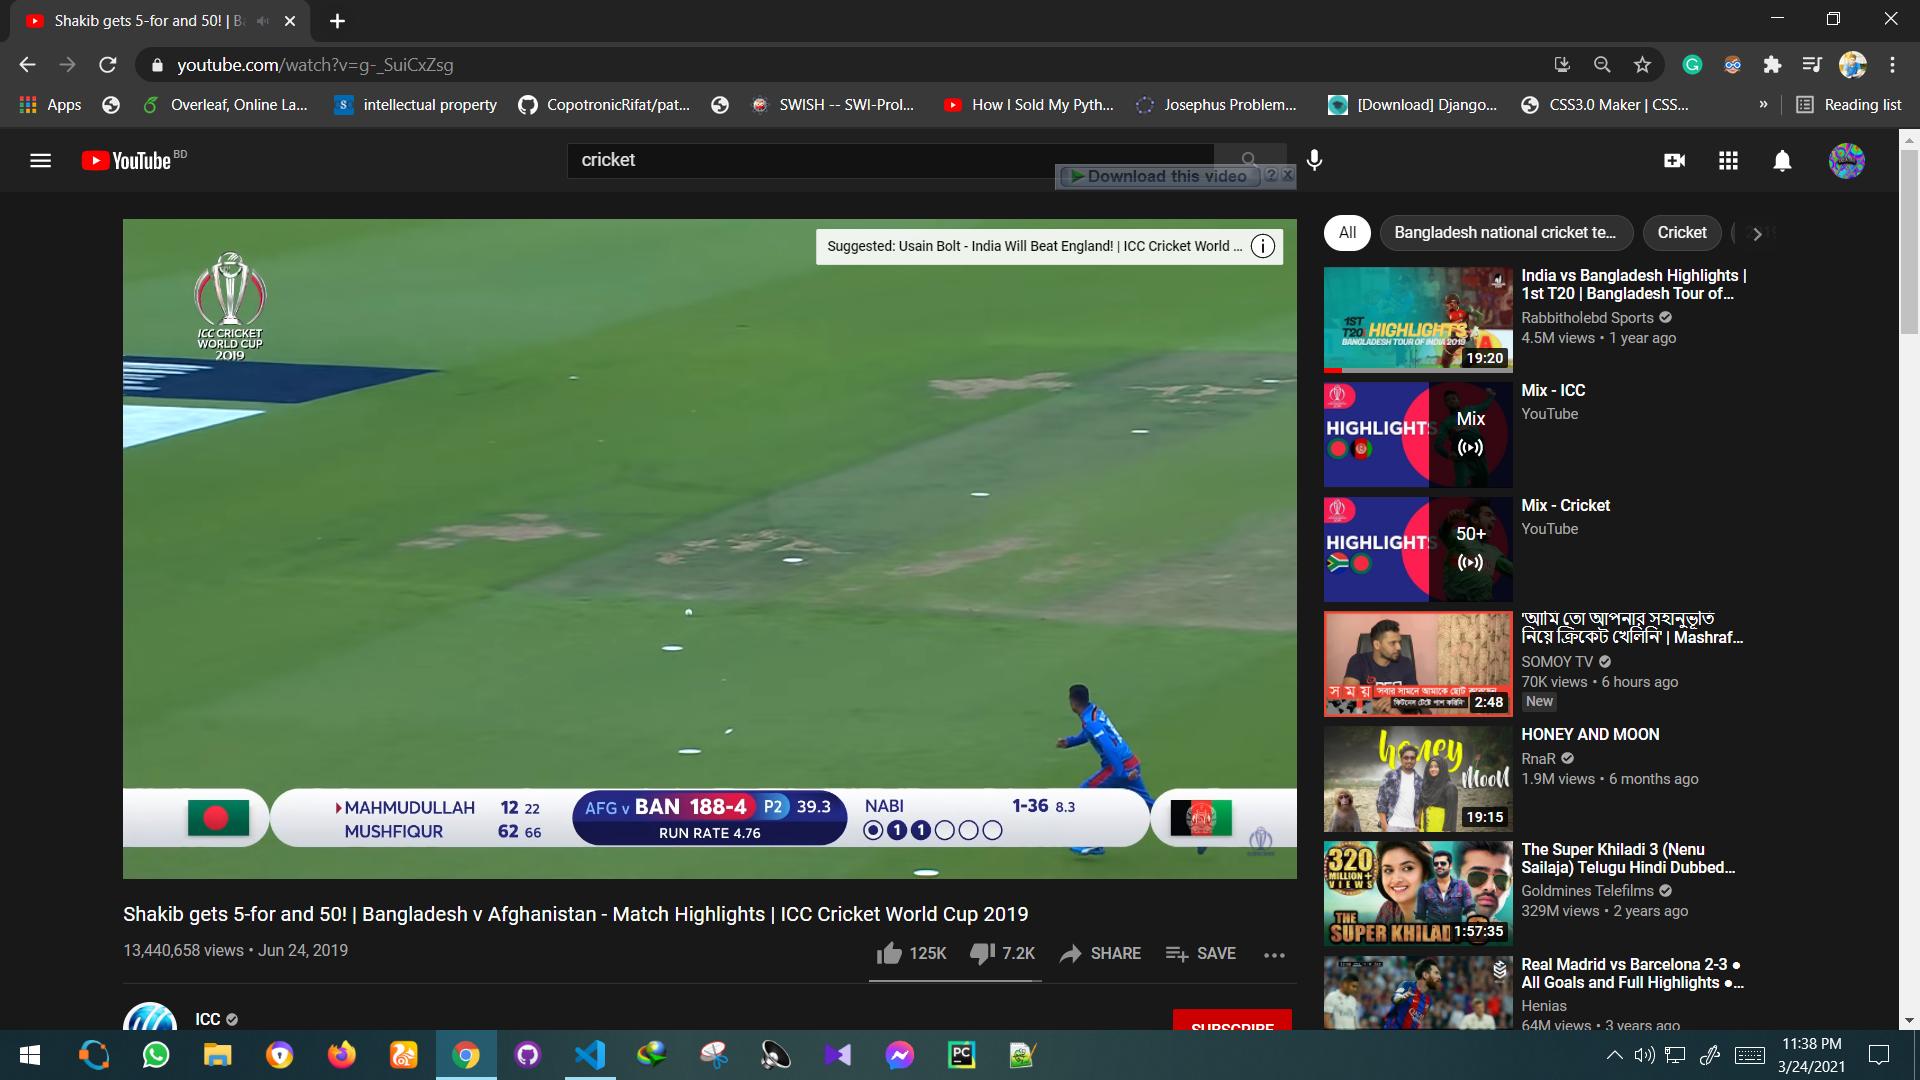 Shakib gets 5-for and 50! | B
youtube.com/watch?v=g-_SuiCxZsg
Apps
Overleaf, Online La...
intellectual property
CopotronicRifat/pat...
SWISH -- SWI-Prol...
How I Sold My Pyth...
Josephus Problem...
[Download] Django...
CSS3.0 Maker | CSS...
»
Reading list
YouTube BD
cricket
Download this video ? x
ICC CRICKET
WORLD CUP
2019
Suggested: Usain Bolt - India Will Beat England! | ICC Cricket World ...
MAHMUDULLAH 12 22
MUSHFIQUR 62 66
AFG v BAN 188-4 P2 39.3
RUN RATE 4.76
NABI 1-36 8.3
1 1
Shakib gets 5-for and 50! | Bangladesh v Afghanistan - Match Highlights | ICC Cricket World Cup 2019
13,440,658 views • Jun 24, 2019
125K
7.2K
SHARE
SAVE
ICC
SUBSCRIBE
All
Bangladesh national cricket te...
Cricket
1ST
T20 HIGHLIGHTS
BANGLADESH TOUR OF INDIA 2019
19:20
India vs Bangladesh Highlights |
1st T20 | Bangladesh Tour of...
Rabbitholebd Sports
4.5M views • 1 year ago
HIGHLIGHTS
Mix
Mix - ICC
YouTube
HIGHLIGHTS
50+
Mix - Cricket
YouTube
সময়
2:48
'আমি তো আপনার সহানুভূতি
নিয়ে ক্রিকেট খেলিনি' | Mashraf...
SOMOY TV
70K views • 6 hours ago
New
honey
Moon
19:15
HONEY AND MOON
RnaR
1.9M views • 6 months ago
320
MILLION+
VIEWS
THE
SUPER KHILADI
1:57:35
The Super Khiladi 3 (Nenu
Sailaja) Telugu Hindi Dubbed...
Goldmines Telefilms
329M views • 2 years ago
Real Madrid vs Barcelona 2-3 ●
All Goals and Full Highlights ●...
Henias
64M views • 3 years ago
PC
11:38 PM
3/24/2021